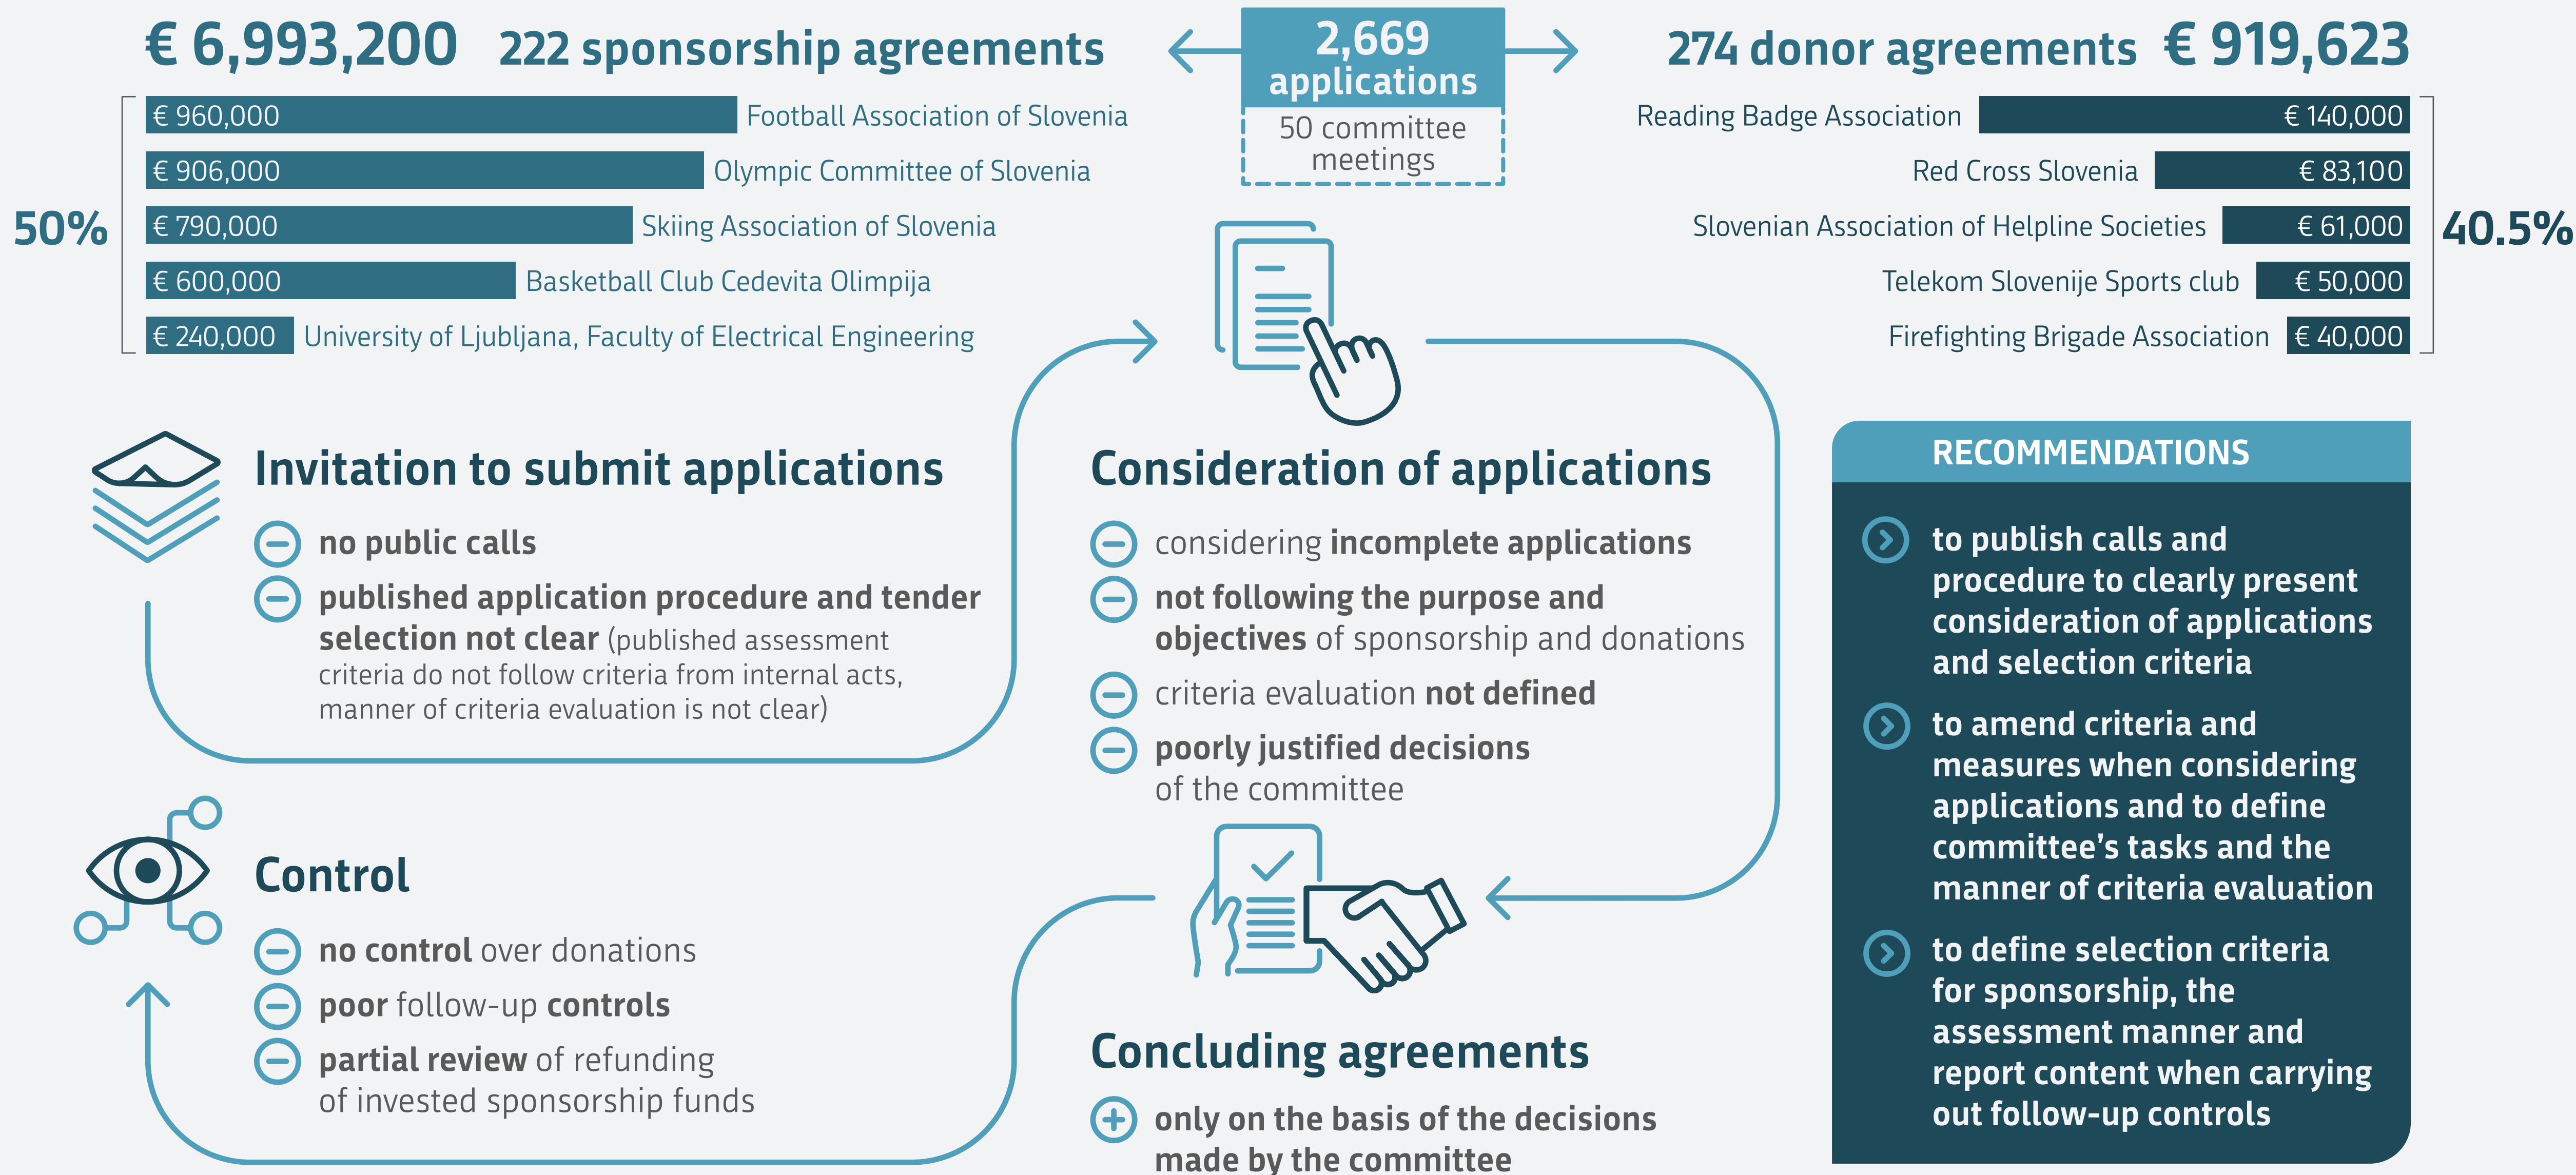 € 6,993,200 222 sponsorship agreements
€ 960,000 Football Association of Slovenia
€ 906,000 Olympic Committee of Slovenia
50%
€ 790,000 Skiing Association of Slovenia
€ 600,000 Basketball Club Cedevita Olimpija
€ 240,000 University of Ljubljana, Faculty of Electrical Engineering
2,669
applications
50 committee
meetings
274 donor agreements € 919,623
Reading Badge Association € 140,000
Red Cross Slovenia € 83,100
Slovenian Association of Helpline Societies € 61,000
40.5%
Telekom Slovenije Sports club € 50,000
Firefighting Brigade Association € 40,000
Invitation to submit applications
no public calls
published application procedure and tender
selection not clear (published assessment
criteria do not follow criteria from internal acts,
manner of criteria evaluation is not clear)
Consideration of applications
considering incomplete applications
not following the purpose and
objectives of sponsorship and donations
criteria evaluation not defined
poorly justified decisions
of the committee
Concluding agreements
only on the basis of the decisions
made by the committee
Control
no control over donations
poor follow-up controls
partial review of refunding
of invested sponsorship funds
RECOMMENDATIONS
to publish calls and
procedure to clearly present
consideration of applications
and selection criteria
to amend criteria and
measures when considering
applications and to define
committee's tasks and the
manner of criteria evaluation
to define selection criteria
for sponsorship, the
assessment manner and
report content when carrying
out follow-up controls